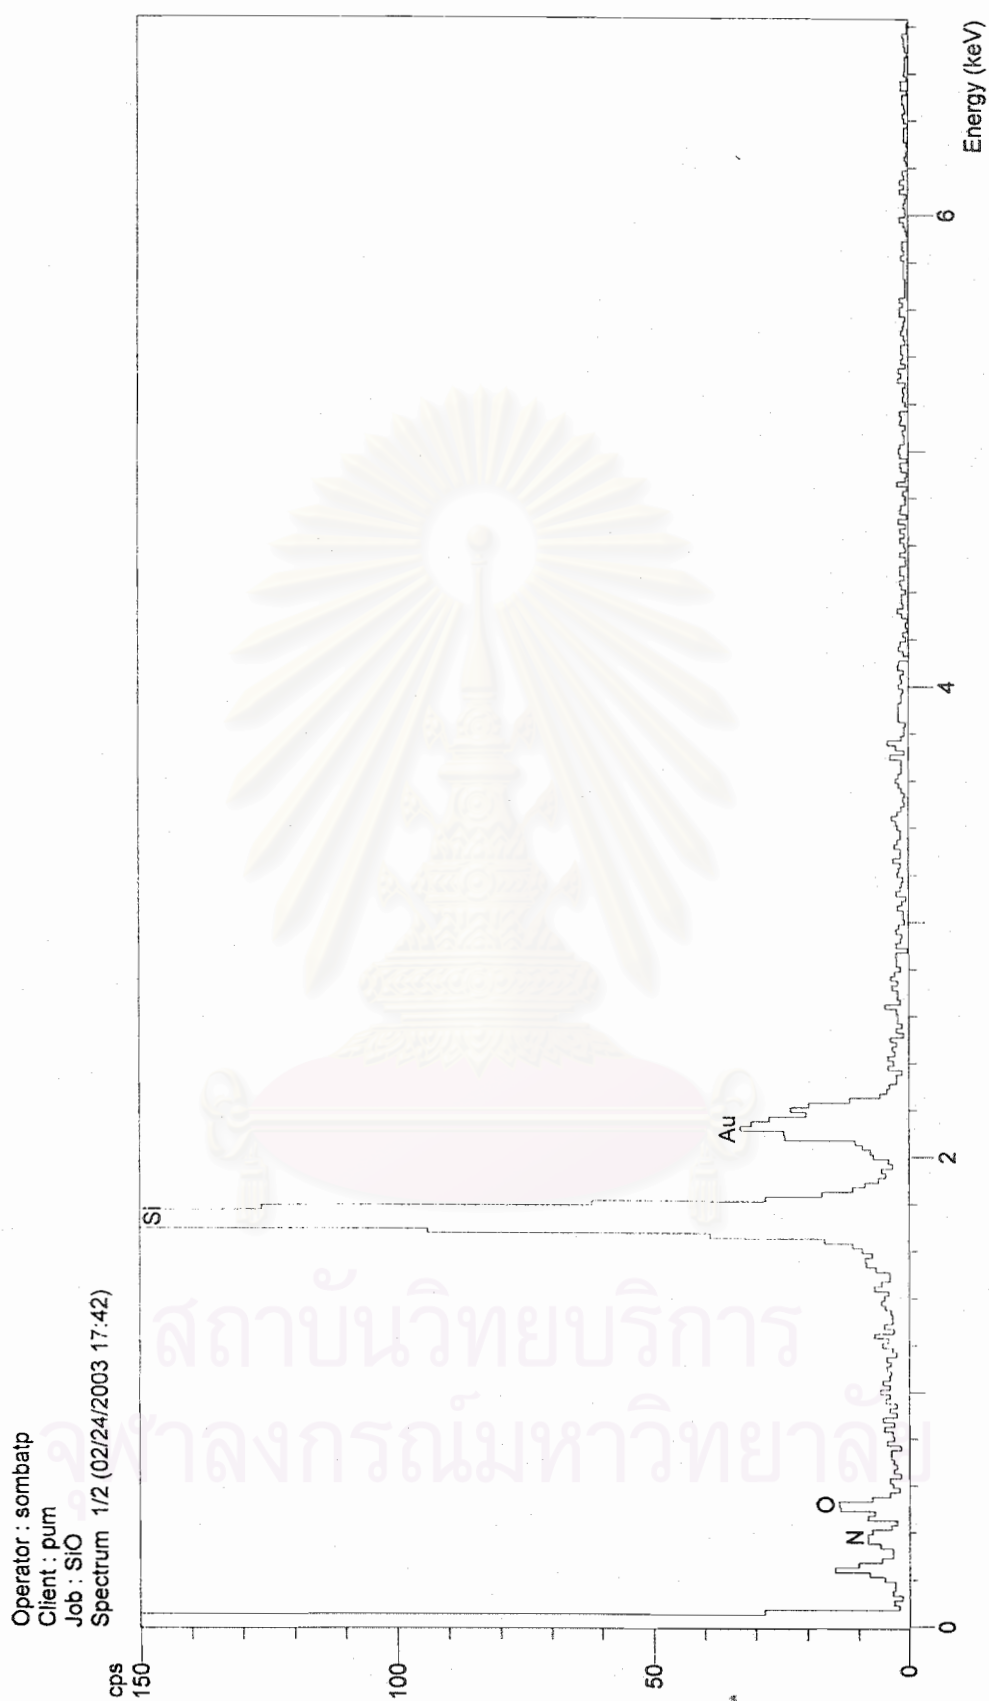 Operator : sombatp
Client : pum
Job : SiO
Spectrum 1/2 (02/24/2003 17:42)
cps
150
100
50
0
Si
Au
O
N
0
2
4
6
Energy (keV)
สถาบันวิทยบริการ
จุฬาลงกรณ์มหาวิทยาลัย